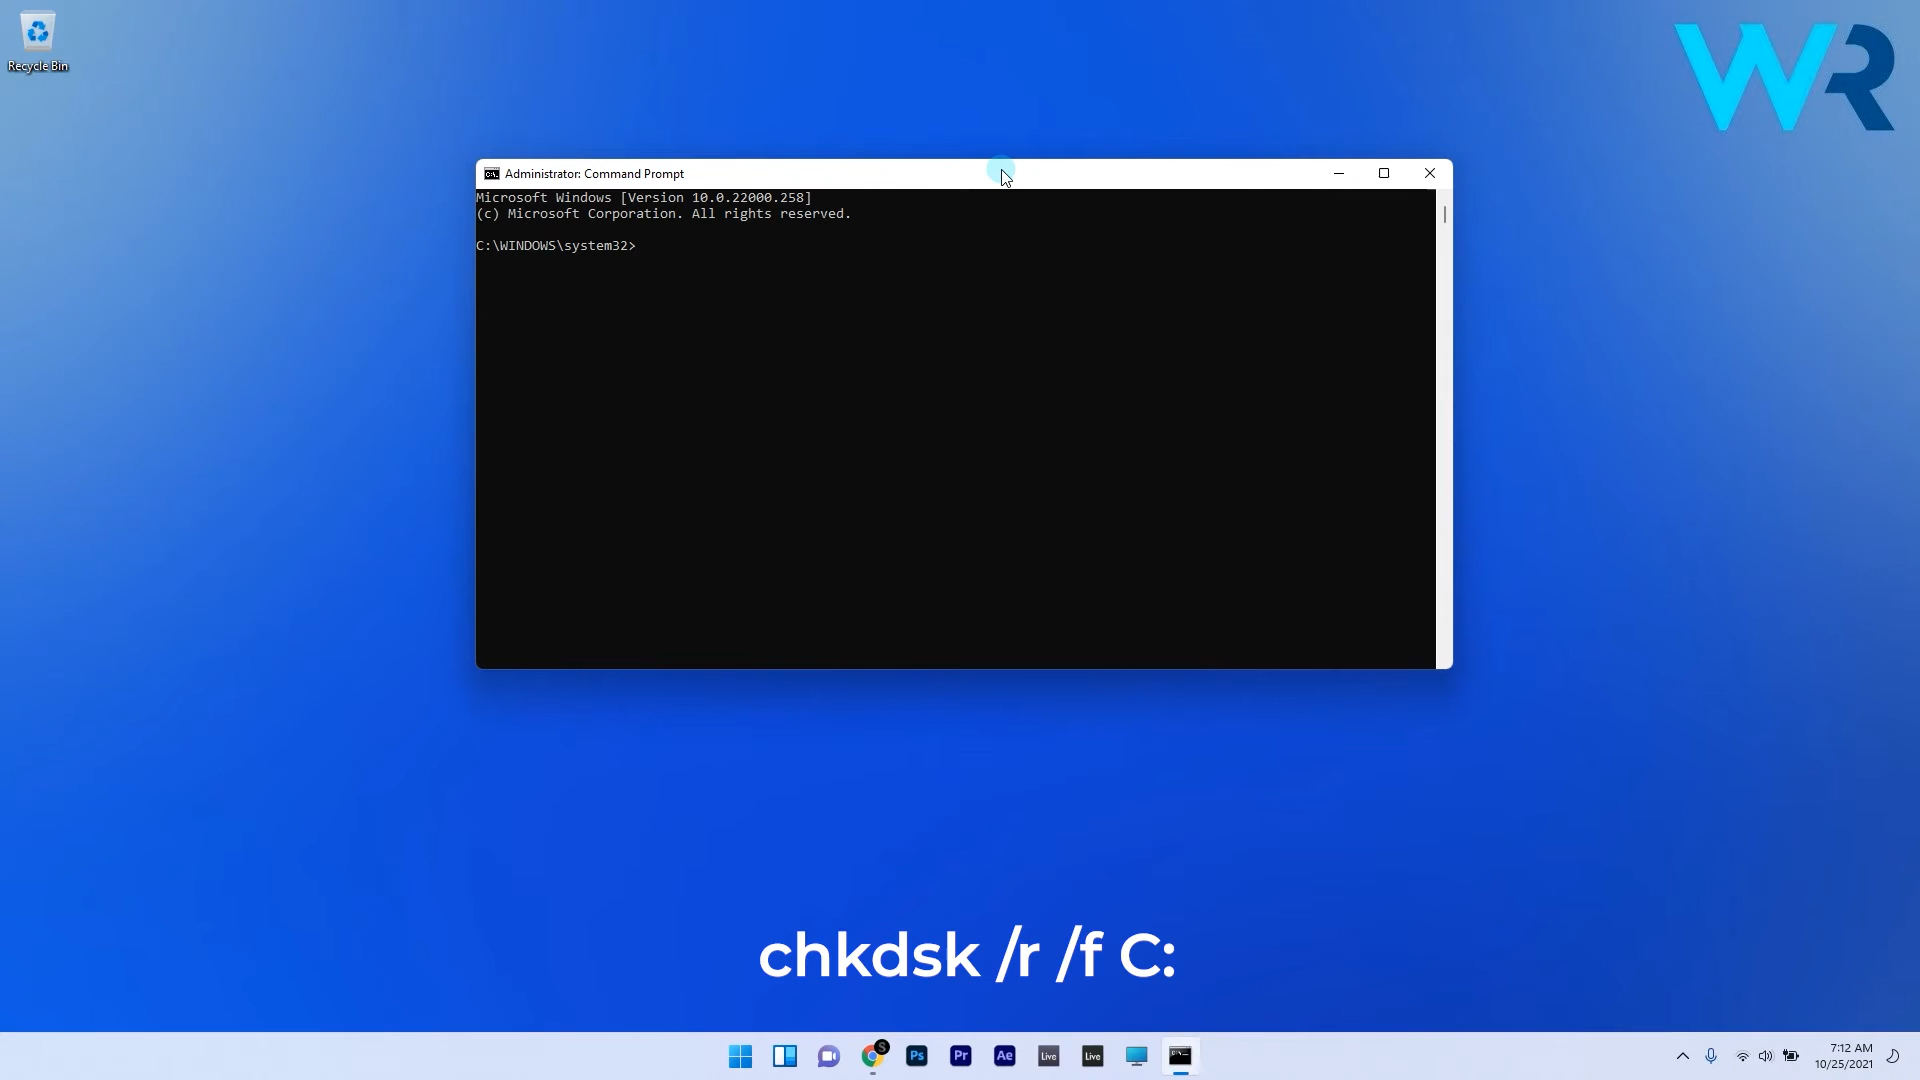 Recycle Bin
WR
Administrator: Command Prompt
Microsoft Windows [Version 10.0.22000.258]
(c) Microsoft Corporation. All rights reserved.
C:\WINDOWS\system32>
chkdsk /r /f C:
S
Ps
Pr
Ae
Live
Live
7:12 AM
10/25/2021